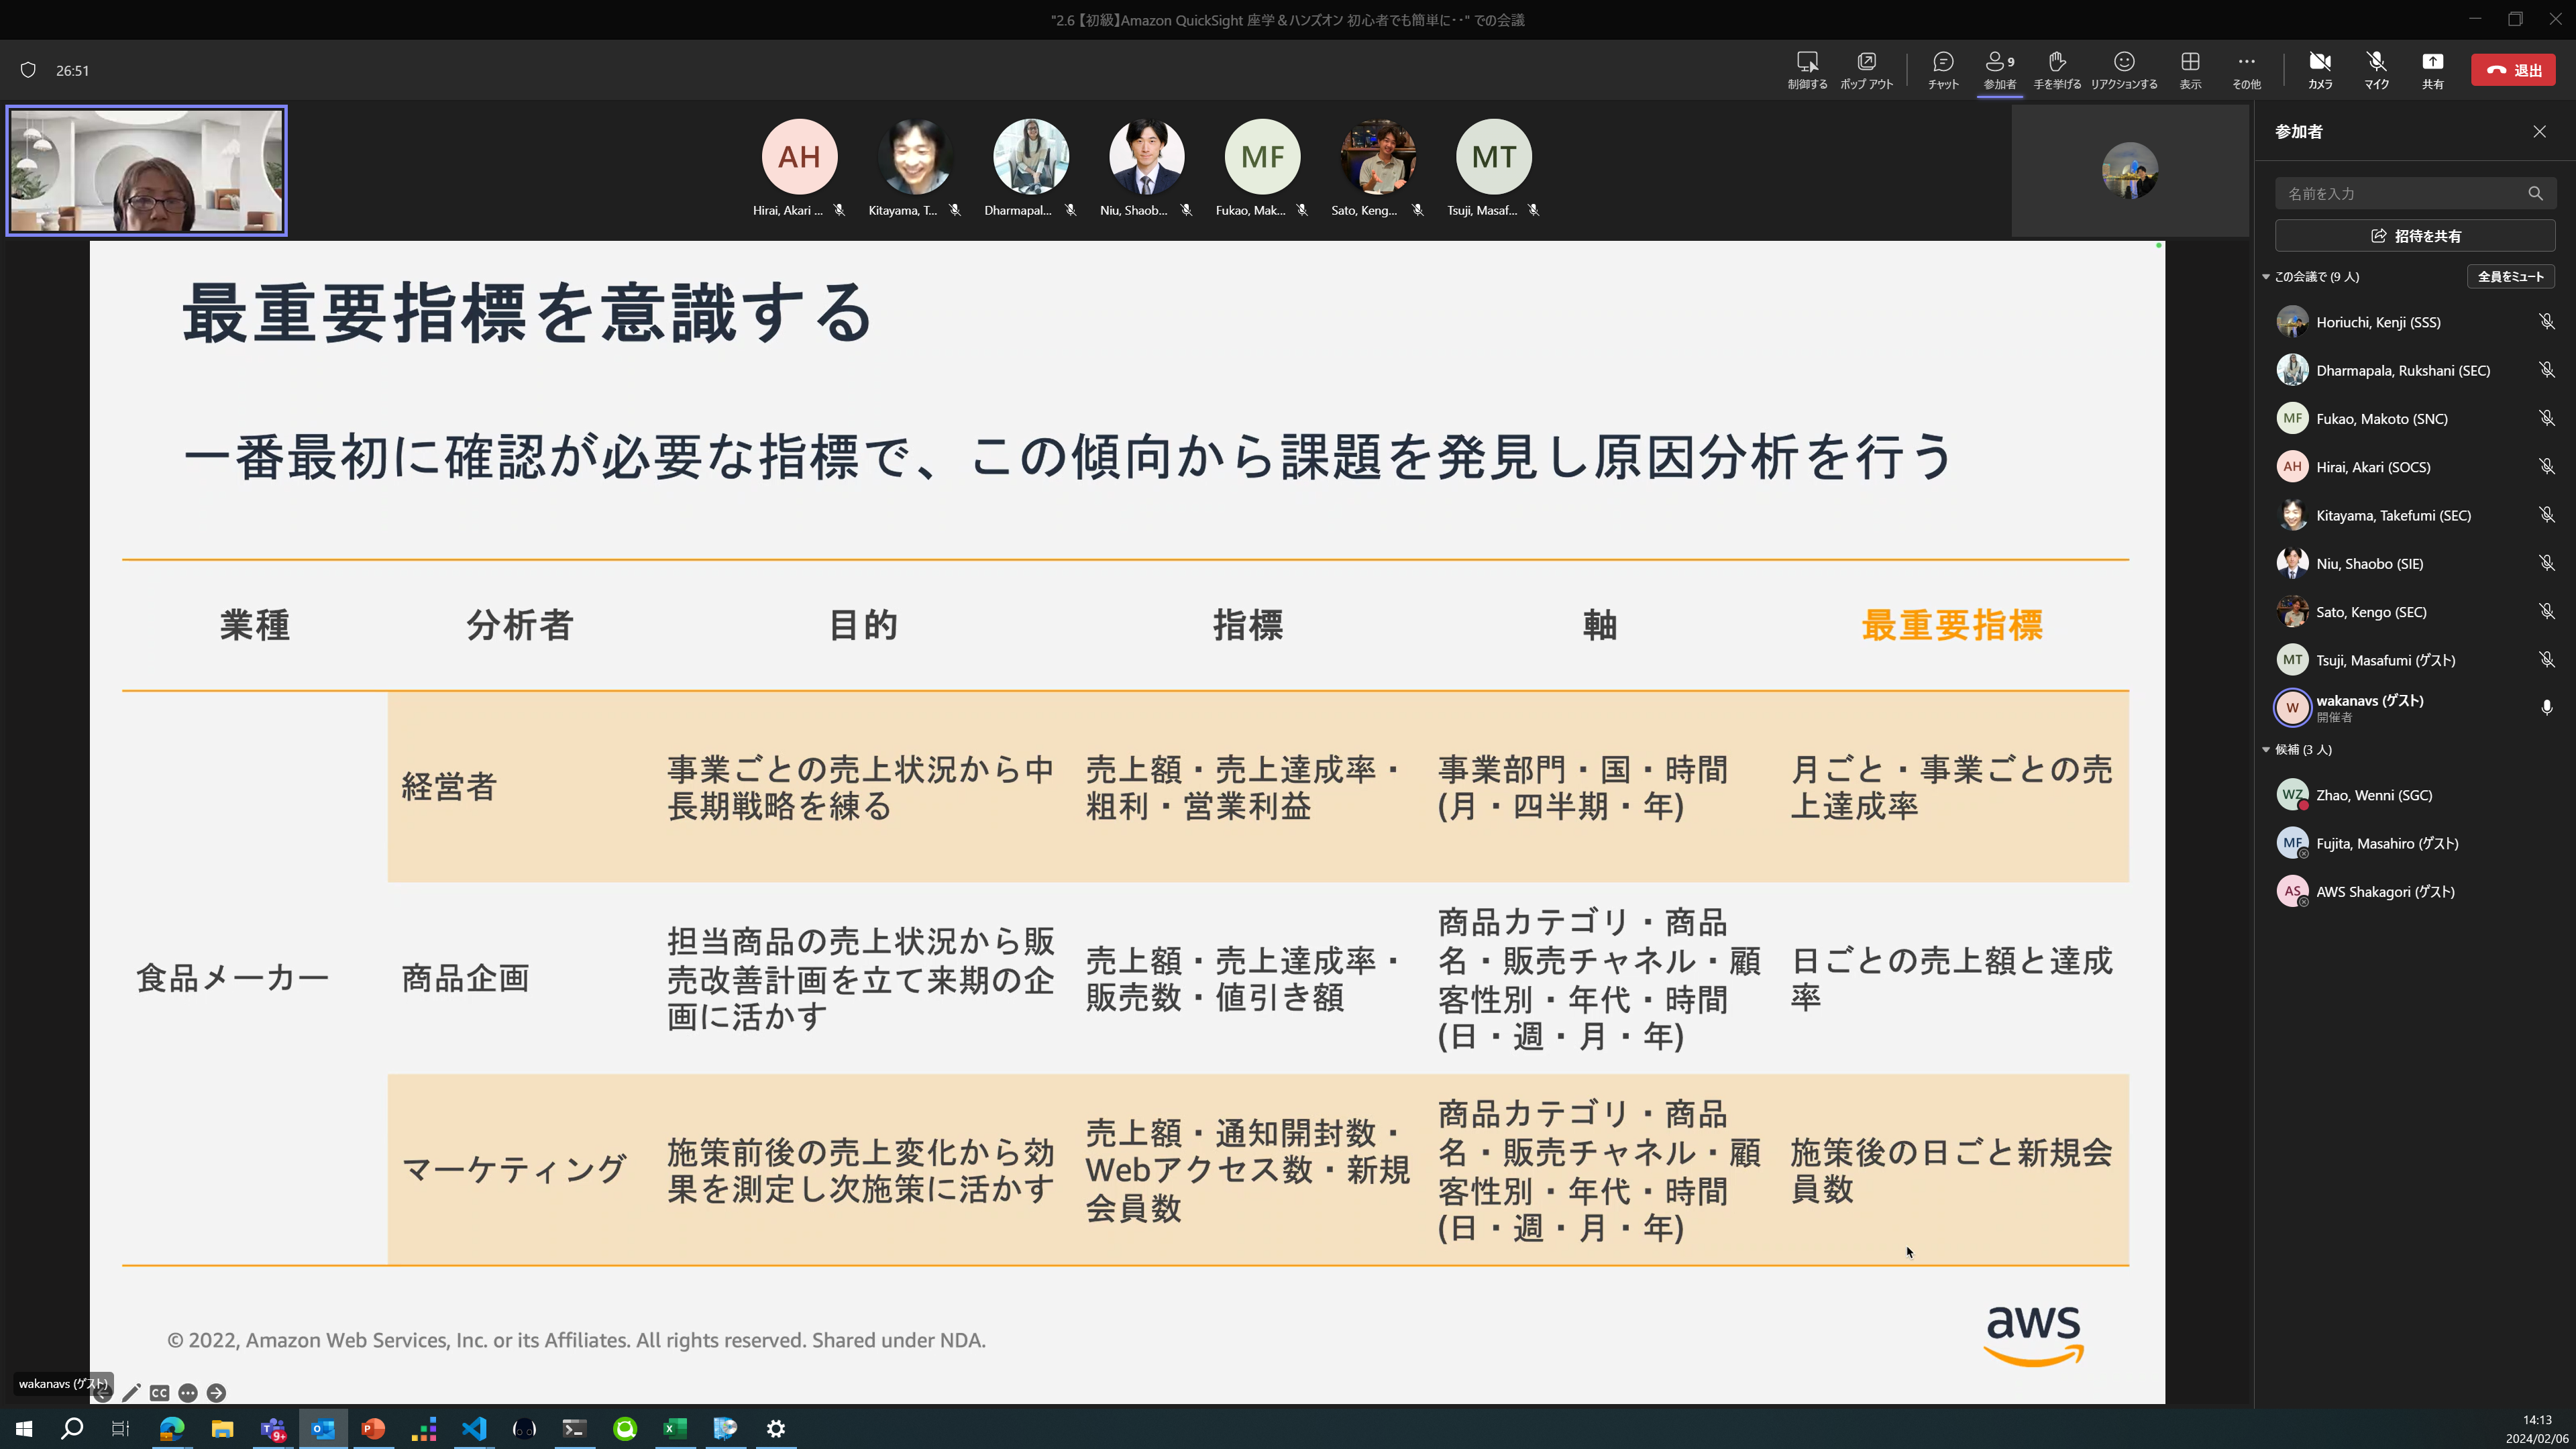 "2.6 【初級】Amazon QuickSight 座学＆ハンズオン 初心者でも簡単に･･" での会議
26:51
制御する
ポップ アウト
チャット
9
参加者
手を挙げる
リアクションする
表示
その他
カメラ
マイク
共有
退出
AH
MF
MT
Hirai, Akari ...
Kitayama, T...
Dharmapal...
Niu, Shaob...
Fukao, Mak...
Sato, Keng...
Tsuji, Masaf...
最重要指標を意識する
一番最初に確認が必要な指標で、この傾向から課題を発見し原因分析を行う
業種
分析者
目的
指標
軸
最重要指標
食品メーカー
経営者
事業ごとの売上状況から中
長期戦略を練る
売上額・売上達成率・
粗利・営業利益
事業部門・国・時間
(月・四半期・年)
月ごと・事業ごとの売
上達成率
商品企画
担当商品の売上状況から販
売改善計画を立て来期の企
画に活かす
売上額・売上達成率・
販売数・値引き額
商品カテゴリ・商品
名・販売チャネル・顧
客性別・年代・時間
(日・週・月・年)
日ごとの売上額と達成
率
マーケティング
施策前後の売上変化から効
果を測定し次施策に活かす
売上額・通知開封数・
Webアクセス数・新規
会員数
商品カテゴリ・商品
名・販売チャネル・顧
客性別・年代・時間
(日・週・月・年)
施策後の日ごと新規会
員数
© 2022, Amazon Web Services, Inc. or its Affiliates. All rights reserved. Shared under NDA.
aws
wakanavs (ゲスト)
CC
参加者
名前を入力
招待を共有
この会議で (9 人)
全員をミュート
Horiuchi, Kenji (SSS)
Dharmapala, Rukshani (SEC)
MF
Fukao, Makoto (SNC)
AH
Hirai, Akari (SOCS)
Kitayama, Takefumi (SEC)
Niu, Shaobo (SIE)
Sato, Kengo (SEC)
MT
Tsuji, Masafumi (ゲスト)
W
wakanavs (ゲスト)
開催者
候補 (3 人)
WZ
Zhao, Wenni (SGC)
MF
Fujita, Masahiro (ゲスト)
AS
AWS Shakagori (ゲスト)
9+
14:13
2024/02/06